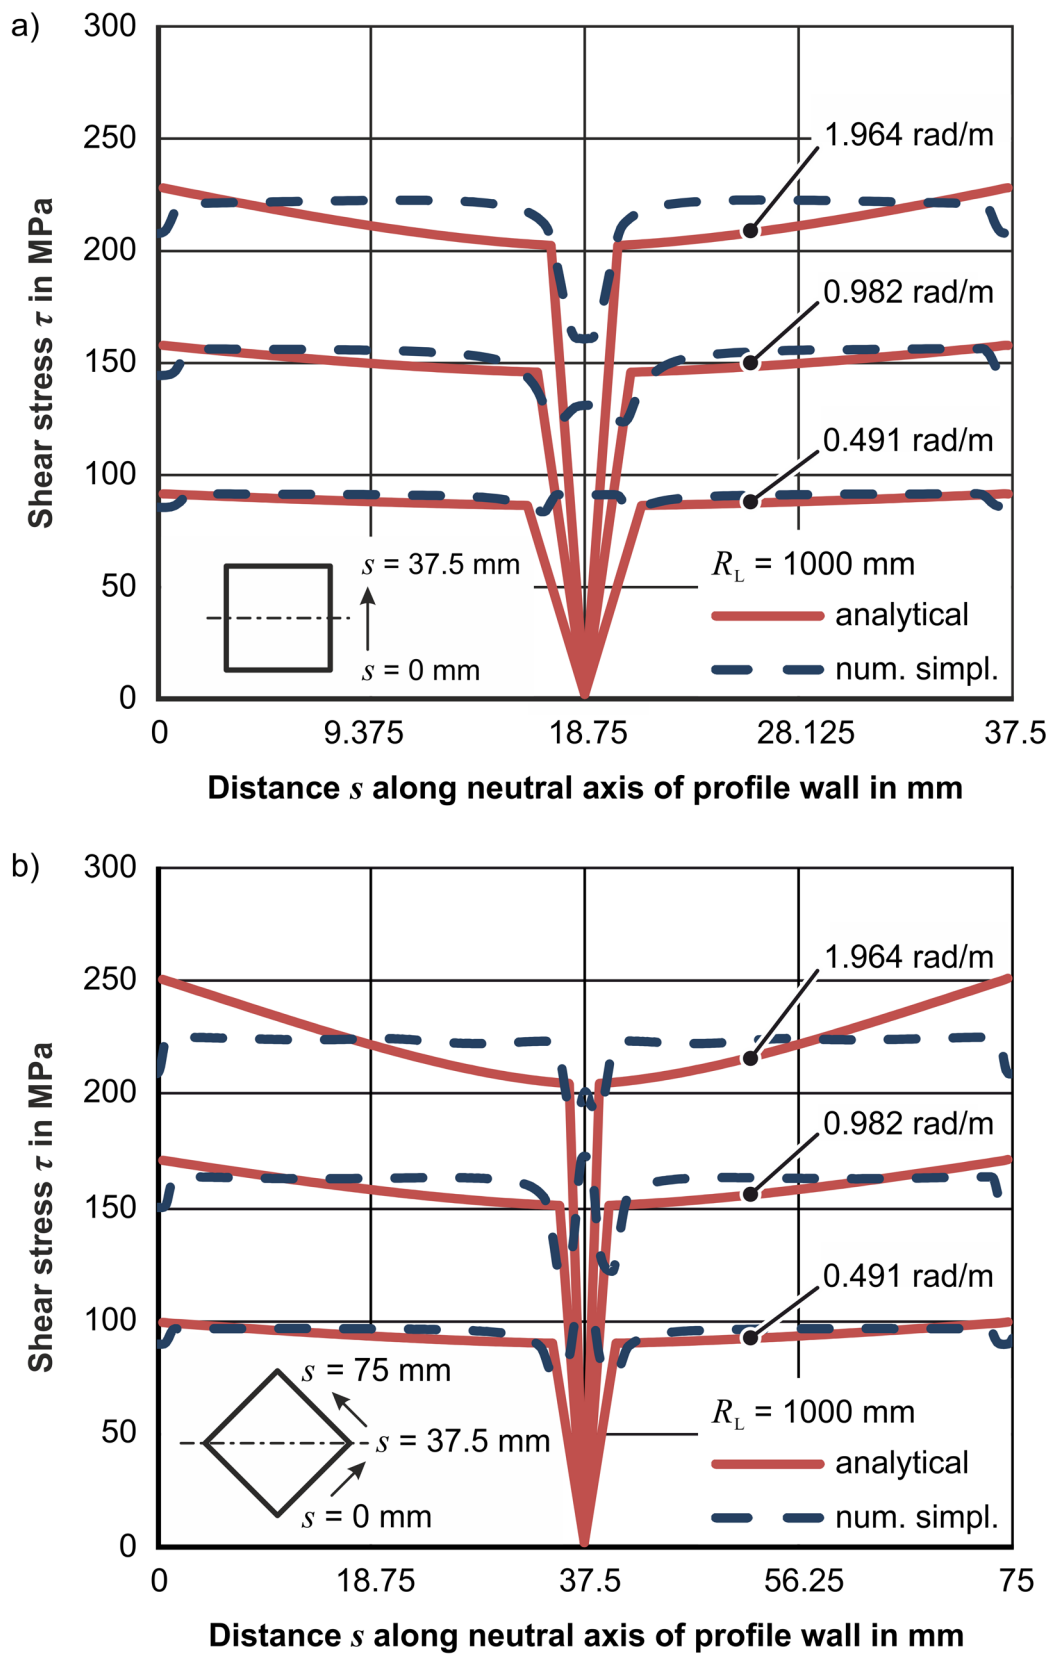 a)
300
250
200
150
100
50
0
Shear stress τ in MPa
1.964 rad/m
0.982 rad/m
0.491 rad/m
s = 37.5 mm
s = 0 mm
R_L = 1000 mm
analytical
num. simpl.
0 9.375 18.75 28.125 37.5
Distance s along neutral axis of profile wall in mm
b)
300
250
200
150
100
50
0
Shear stress τ in MPa
1.964 rad/m
0.982 rad/m
0.491 rad/m
s = 75 mm
s = 37.5 mm
s = 0 mm
R_L = 1000 mm
analytical
num. simpl.
0 18.75 37.5 56.25 75
Distance s along neutral axis of profile wall in mm